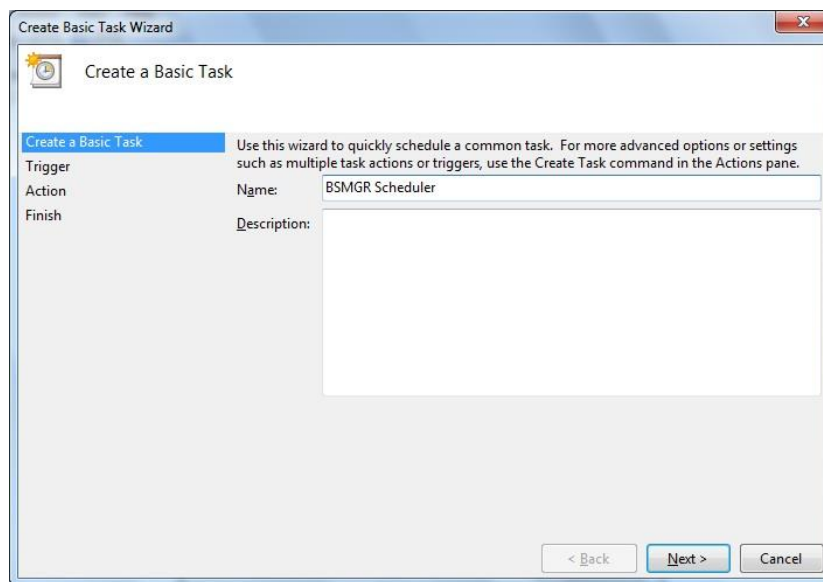 Create Basic Task Wizard
Create a Basic Task
Create a Basic Task
Trigger
Action
Finish
Use this wizard to quickly schedule a common task. For more advanced options or settings
such as multiple task actions or triggers, use the Create Task command in the Actions pane.
Name: BSMGR Scheduler
Description:
< Back Next > Cancel